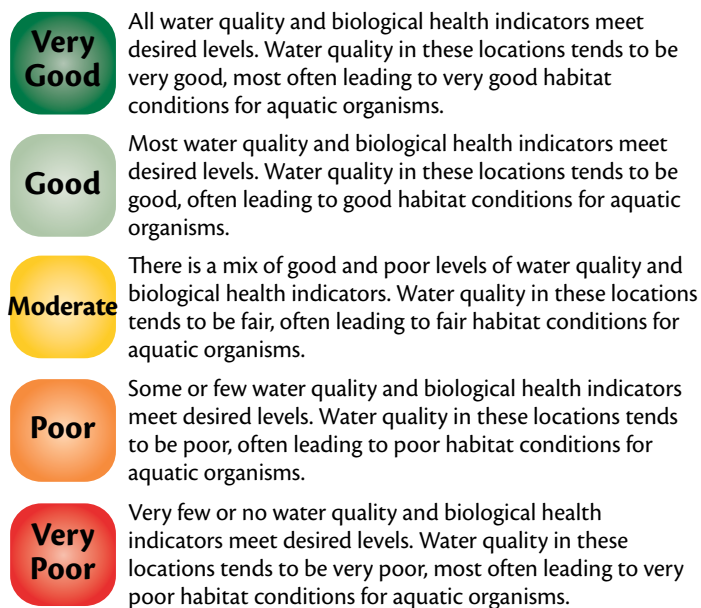 Very
Good
All water quality and biological health indicators meet
desired levels. Water quality in these locations tends to be
very good, most often leading to very good habitat
conditions for aquatic organisms.
Good
Most water quality and biological health indicators meet
desired levels. Water quality in these locations tends to be
good, often leading to good habitat conditions for aquatic
organisms.
Moderate
There is a mix of good and poor levels of water quality and
biological health indicators. Water quality in these locations
tends to be fair, often leading to fair habitat conditions for
aquatic organisms.
Poor
Some or few water quality and biological health indicators
meet desired levels. Water quality in these locations tends
to be poor, often leading to poor habitat conditions for
aquatic organisms.
Very
Poor
Very few or no water quality and biological health
indicators meet desired levels. Water quality in these
locations tends to be very poor, most often leading to very
poor habitat conditions for aquatic organisms.